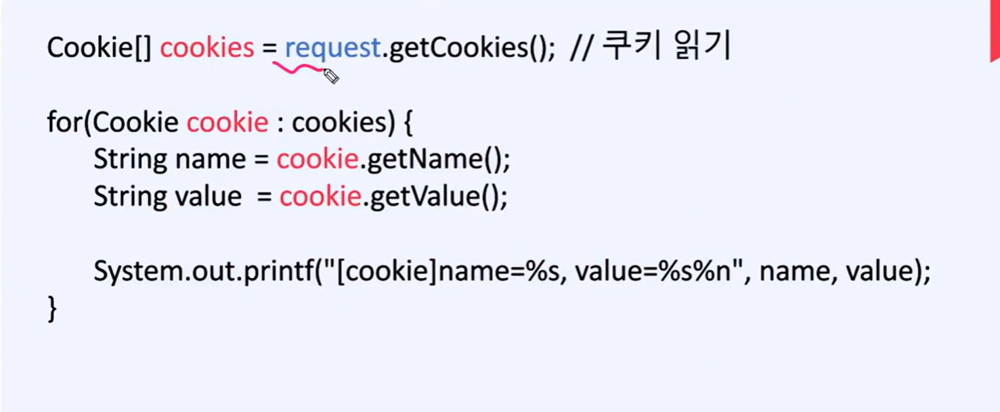 Cookie[] cookies = request.getCookies(); // 쿠키 읽기
for(Cookie cookie : cookies) {
String name = cookie.getName();
String value = cookie.getValue();
System.out.printf("[cookie]name=%s, value=%s%n", name, value);
}